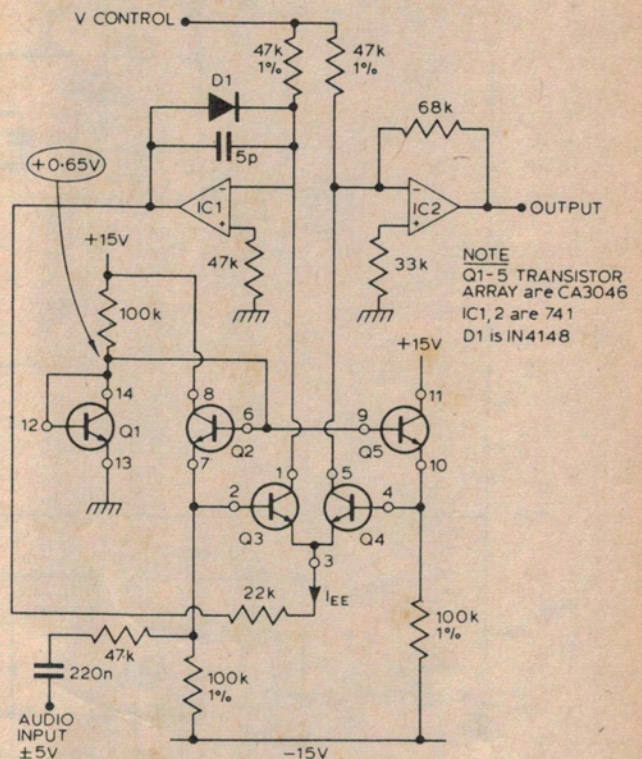 V CONTROL
47k
1%
47k
1%
D1
5p
68k
+0·65V
IC1
−
+
IC2
−
+
OUTPUT
+15V
47k
33k
NOTE
Q1-5 TRANSISTOR
ARRAY are CA3046
IC1, 2 are 741
D1 is IN4148
100k
+15V
14
8
11
12
Q1
Q2
6
9
Q5
13
7
10
1
5
2
4
Q3
Q4
3
22k
IEE
47k
100k
1%
220n
100k
1%
AUDIO
INPUT
±5V
−15V